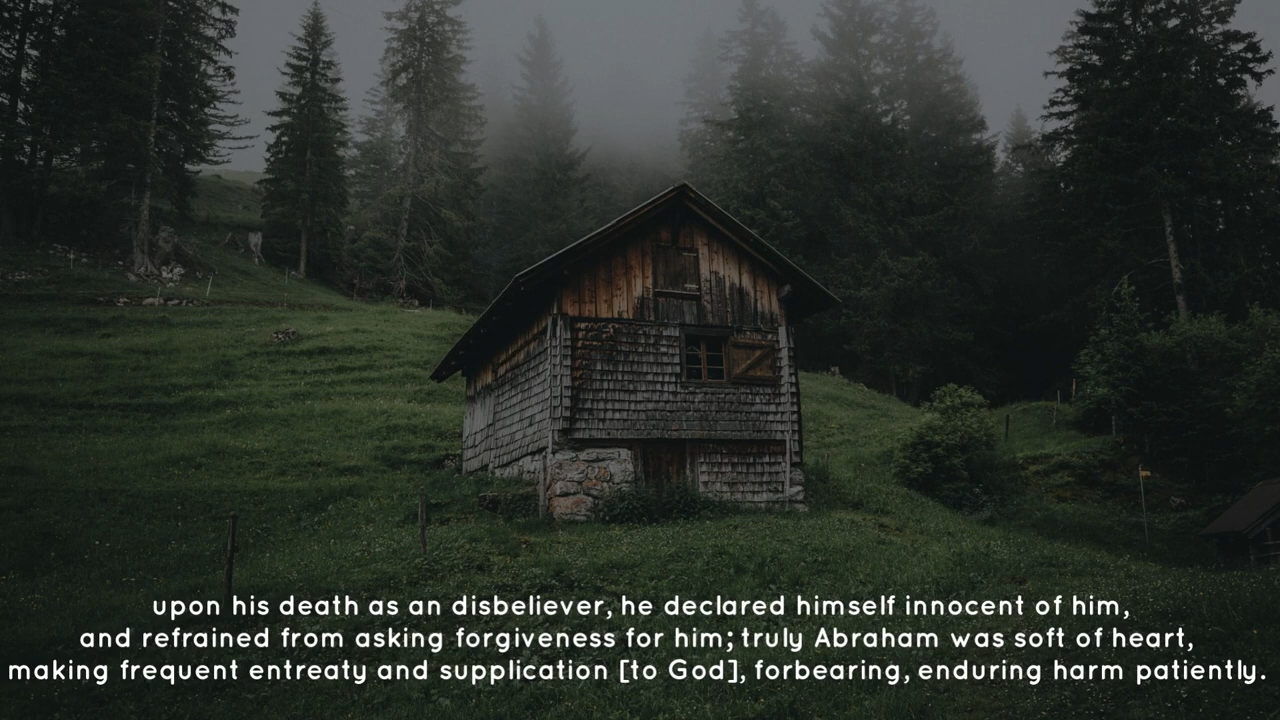 upon his death as an disbeliever, he declared himself innocent of him,
and refrained from asking forgiveness for him; truly Abraham was soft of heart,
making frequent entreaty and supplication [to God], forbearing, enduring harm patiently.